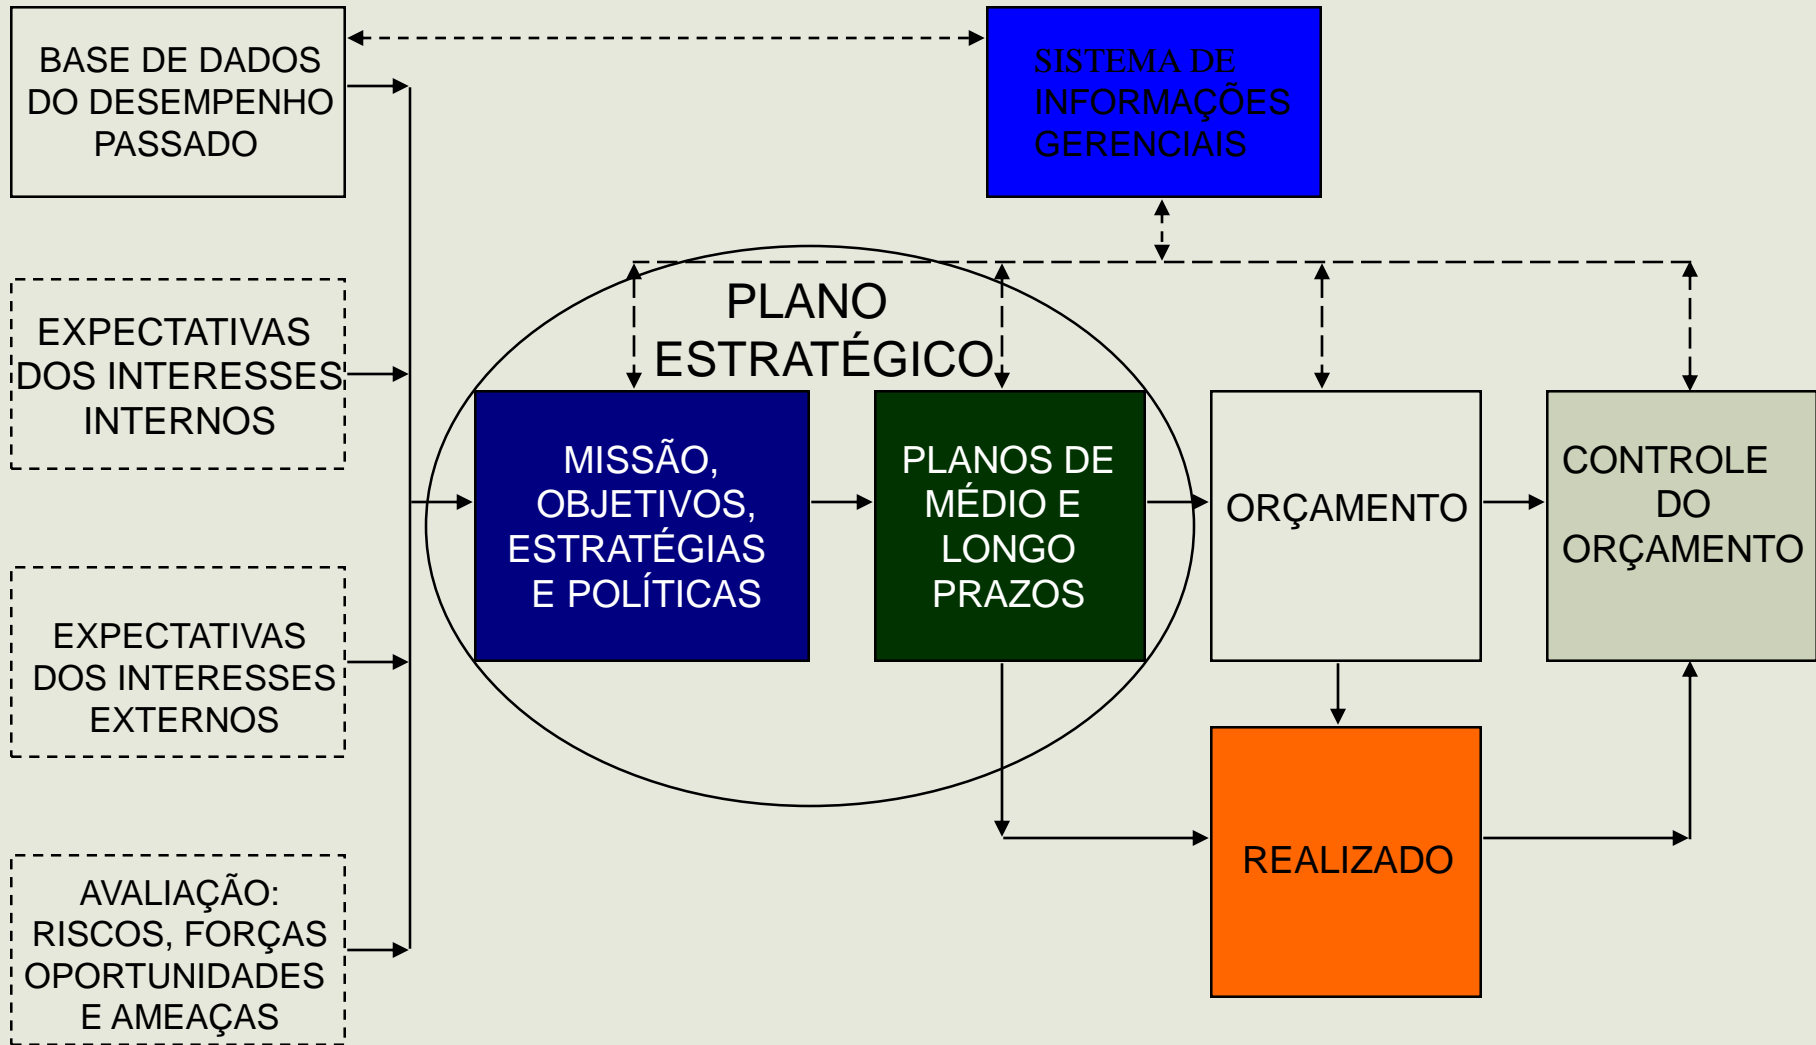 BASE DE DADOS
DO DESEMPENHO
PASSADO
SISTEMA DE
INFORMAÇÕES
GERENCIAIS
EXPECTATIVAS
DOS INTERESSES
INTERNOS
PLANO
ESTRATÉGICO
MISSÃO,
OBJETIVOS,
ESTRATÉGIAS
E POLÍTICAS
PLANOS DE
MÉDIO E
LONGO
PRAZOS
ORÇAMENTO
CONTROLE
DO
ORÇAMENTO
EXPECTATIVAS
DOS INTERESSES
EXTERNOS
REALIZADO
AVALIAÇÃO:
RISCOS, FORÇAS
OPORTUNIDADES
E AMEAÇAS